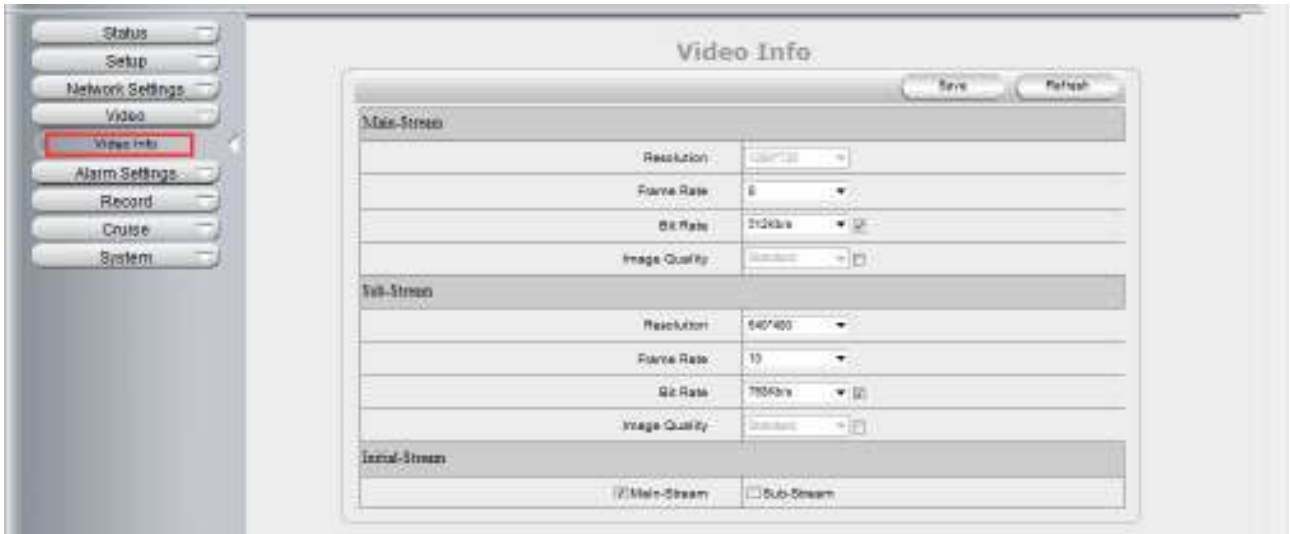 Status
Setup
Network Settings
Video
Video Info
Alarm Settings
Record
Cruise
System
Video Info
Save Refresh
Main-Stream
Resolution
Frame Rate
Bit Rate
Image Quality
Sub-Stream
Resolution 640*480
Frame Rate
Bit Rate
Image Quality
Initial-Stream
Main-Stream Sub-Stream